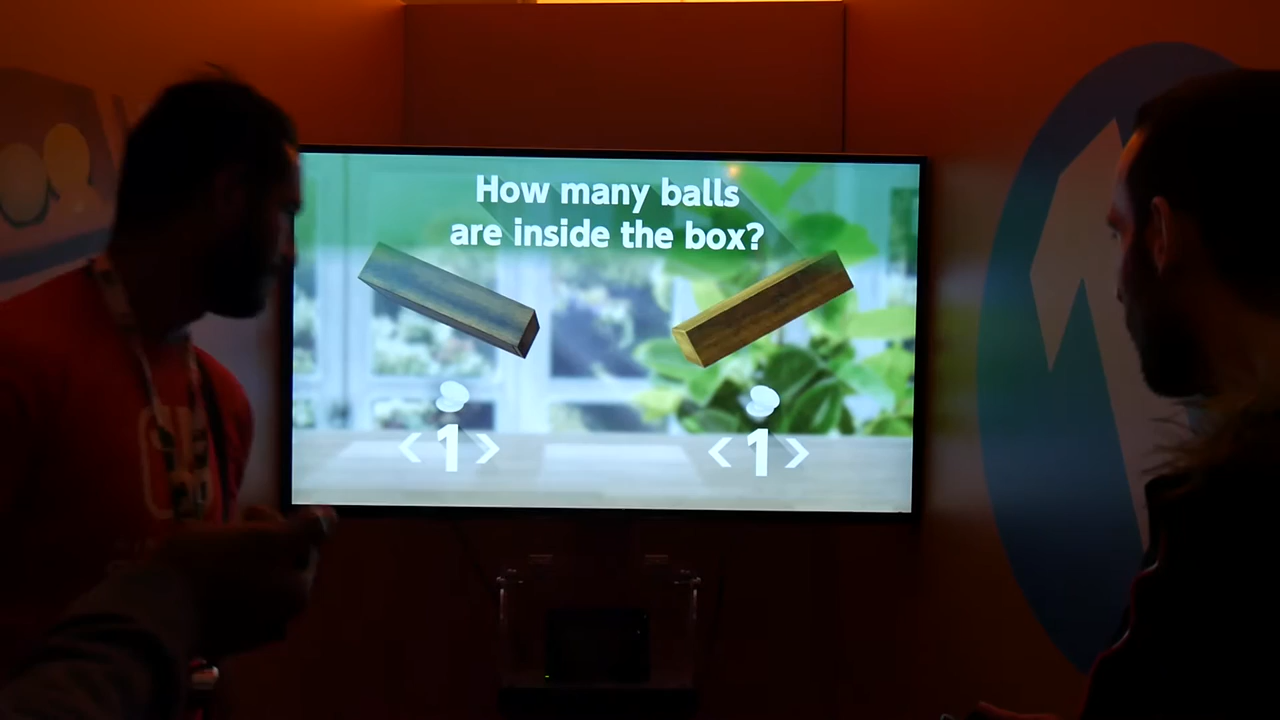 How many balls
are inside the box?
< 1 >
< 1 >